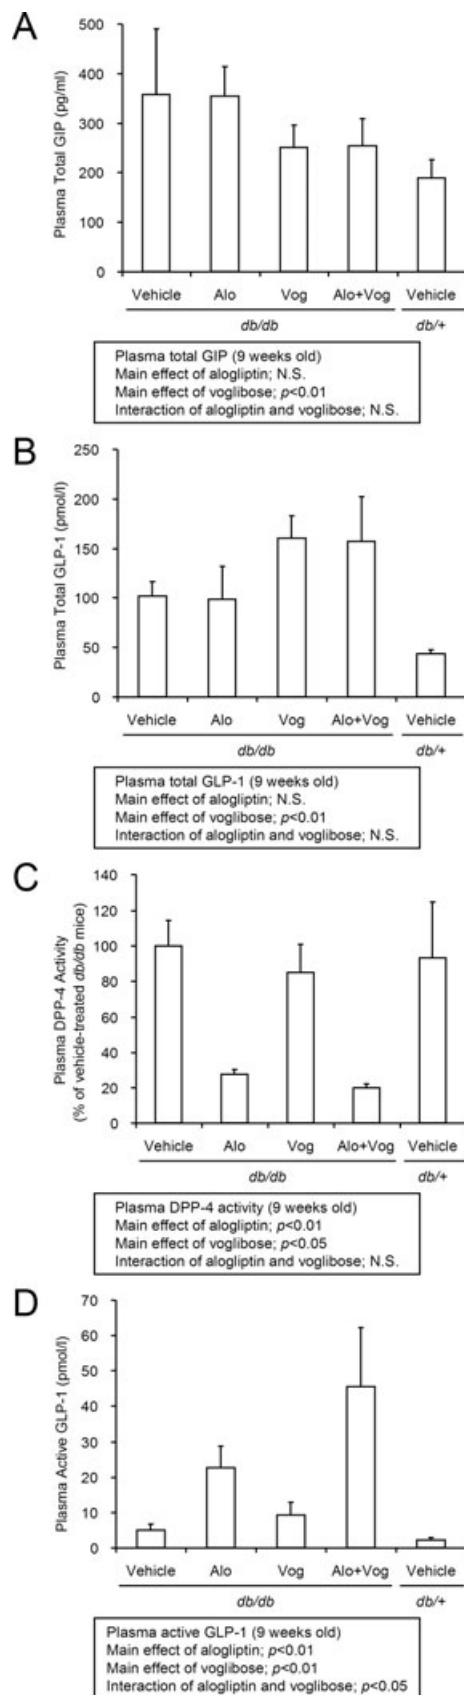 A
500
400
300
200
100
0
Plasma Total GIP
(pg/ml)
Vehicle Alo Vog Alo+Vog Vehicle
db/db db/+
Plasma total GIP (9 weeks old)
Main effect of alogliptin; N.S.
Main effect of voglibose; p<0.01
Interaction of alogliptin and voglibose; N.S.
B
250
200
150
100
50
0
Plasma Total GLP-1 (pmol/l)
Vehicle Alo Vog Alo+Vog Vehicle
db/db db/+
Plasma total GLP-1 (9 weeks old)
Main effect of alogliptin; N.S.
Main effect of voglibose; p<0.01
Interaction of alogliptin and voglibose; N.S.
C
140
120
100
80
60
40
20
0
Plasma DPP-4 Activity
(% of vehicle-treated db/db mice)
Vehicle Alo Vog Alo+Vog Vehicle
db/db db/+
Plasma DPP-4 activity (9 weeks old)
Main effect of alogliptin; p<0.01
Main effect of voglibose; p<0.05
Interaction of alogliptin and voglibose; N.S.
D
70
60
50
40
30
20
10
0
Plasma Active GLP-1 (pmol/l)
Vehicle Alo Vog Alo+Vog Vehicle
db/db db/+
Plasma active GLP-1 (9 weeks old)
Main effect of alogliptin; p<0.01
Main effect of voglibose; p<0.01
Interaction of alogliptin and voglibose; p<0.05